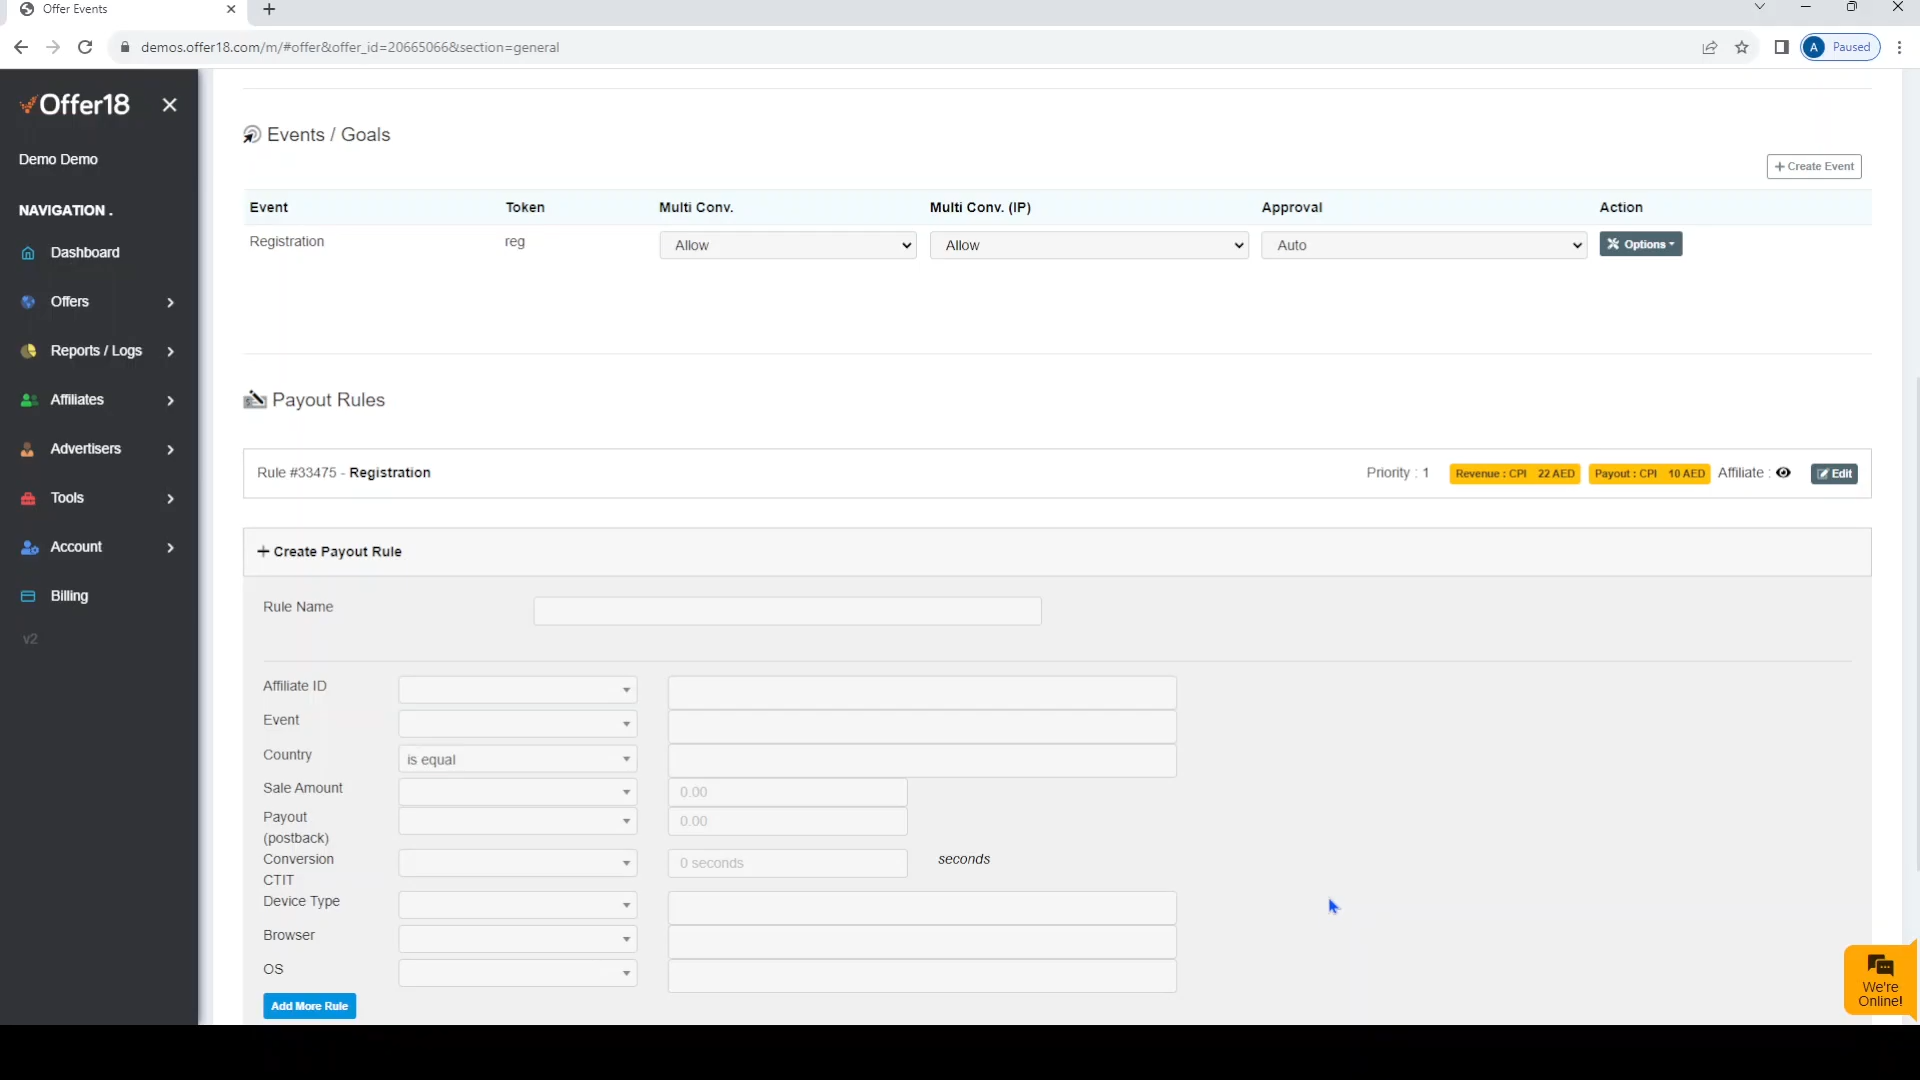 Offer Events
demos.offer18.com/m/#offer&offer_id=20665066&section=general
A Paused
Offer18
Demo Demo
NAVIGATION .
Dashboard
Offers
Reports / Logs
Affiliates
Advertisers
Tools
Account
Billing
v2
Events / Goals
+ Create Event
Event Token Multi Conv. Multi Conv. (IP) Approval Action
Registration reg Allow Allow Auto Options
Payout Rules
Rule #33475 - Registration Priority : 1 Revenue : CPI 22 AED Payout : CPI 10 AED Affiliate : Edit
+ Create Payout Rule
Rule Name
Affiliate ID
Event
Country is equal
Sale Amount 0.00
Payout (postback) 0.00
Conversion CTIT 0 seconds seconds
Device Type
Browser
OS
Add More Rule
We're
Online!